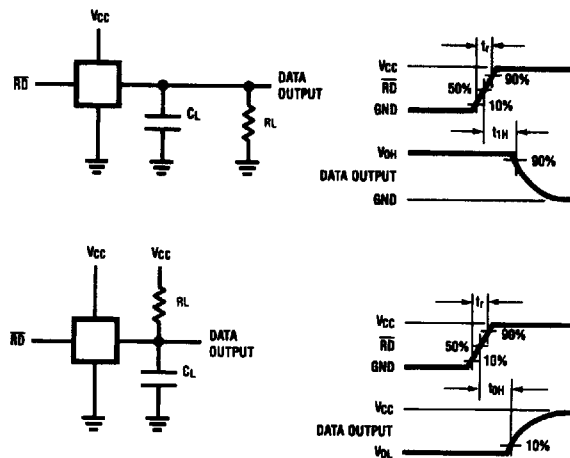 VCC
RD
DATA
OUTPUT
CL
RL
tr
VCC
90%
RD
50%
10%
GND
t1H
VOH
90%
DATA OUTPUT
GND
VCC
VCC
RL
RD
DATA
OUTPUT
CL
tr
VCC
90%
RD
50%
10%
GND
t0H
VCC
DATA OUTPUT
10%
VOL